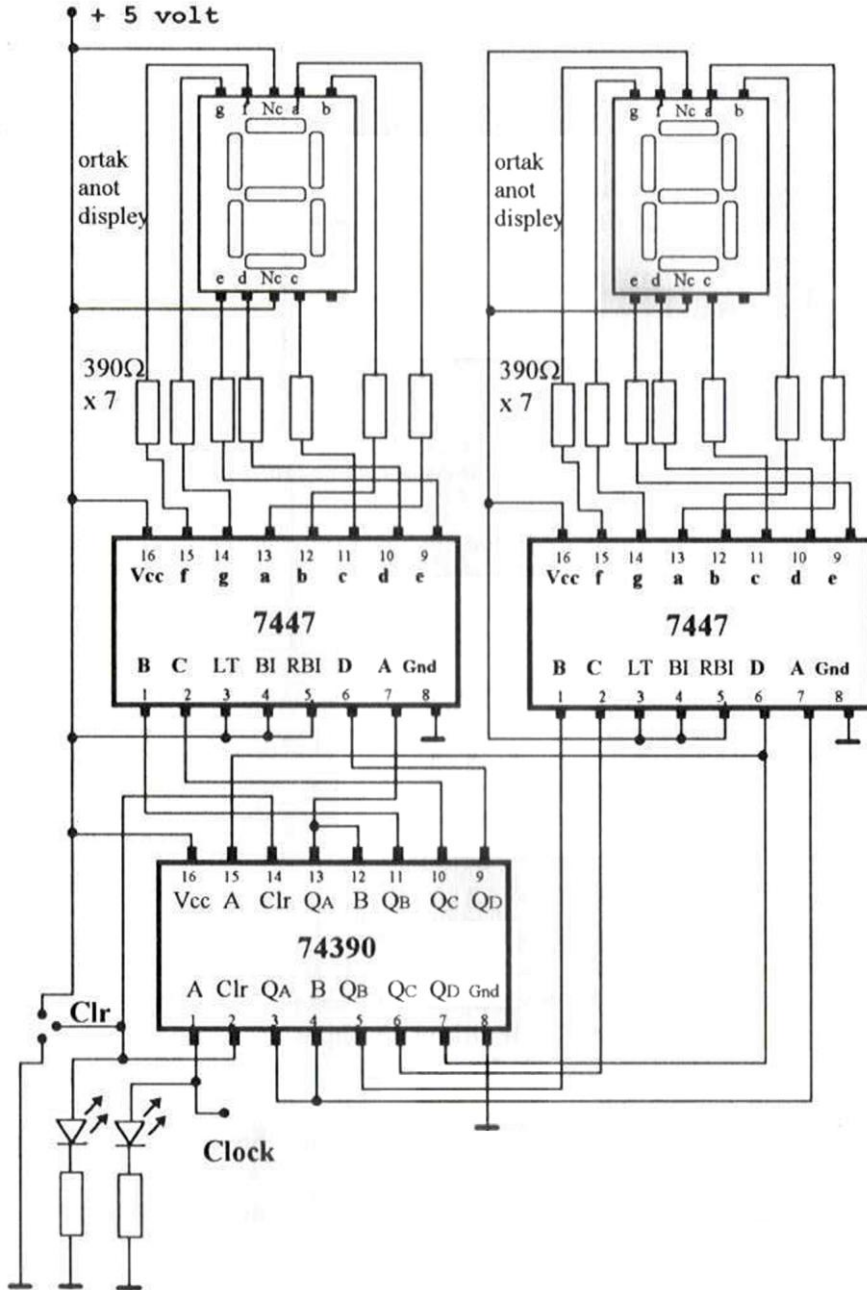 + 5 volt
g f Nc a b
g f Nc a b
ortak
anot
displey
ortak
anot
displey
e d Nc c
e d Nc c
390Ω
x 7
390Ω
x 7
16 15 14 13 12 11 10 9
Vcc f g a b c d e
7447
B C LT BI RBI D A Gnd
1 2 3 4 5 6 7 8
16 15 14 13 12 11 10 9
Vcc f g a b c d e
7447
B C LT BI RBI D A Gnd
1 2 3 4 5 6 7 8
16 15 14 13 12 11 10 9
Vcc A Clr QA B QB QC QD
74390
A Clr QA B QB QC QD Gnd
1 2 3 4 5 6 7 8
Clr
Clock